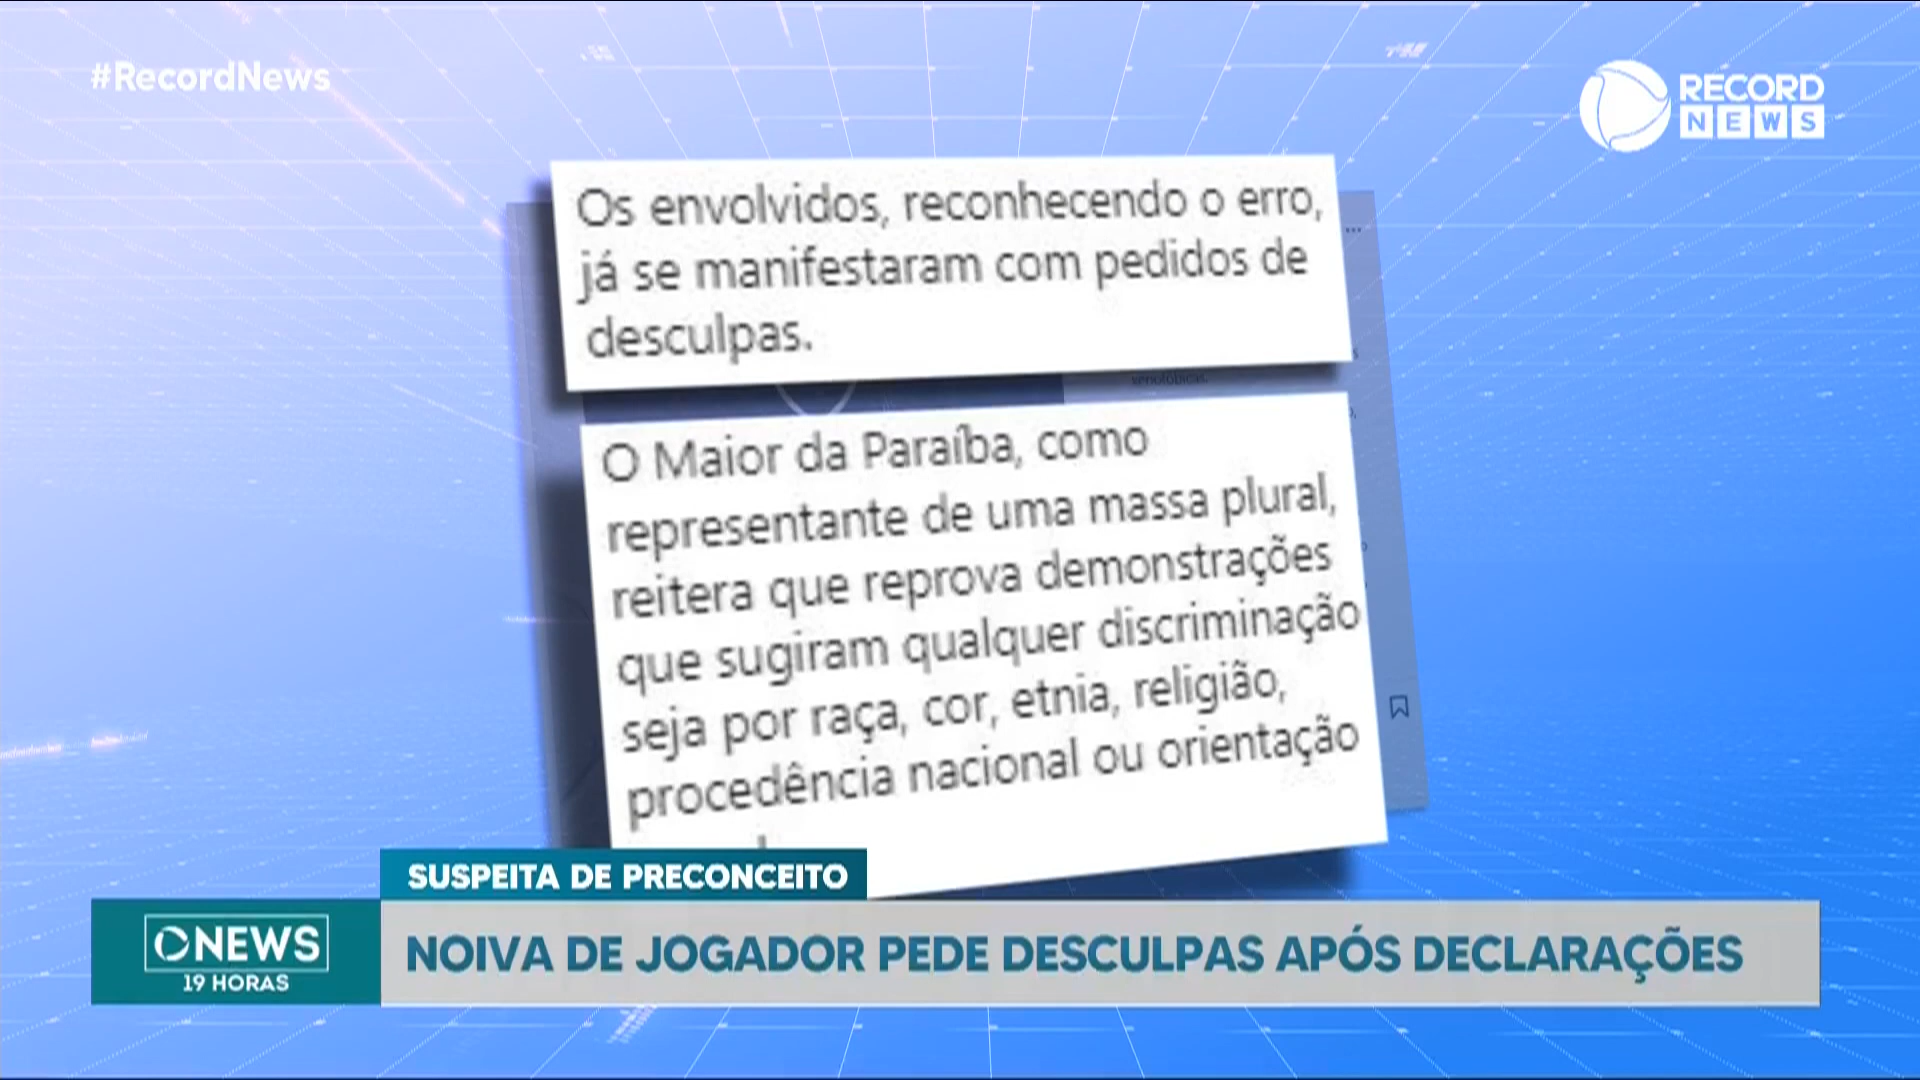 #RecordNews
RECORD
NEWS
Os envolvidos, reconhecendo o erro,
já se manifestaram com pedidos de
desculpas.
O Maior da Paraíba, como
representante de uma massa plural,
reitera que reprova demonstrações
que sugiram qualquer discriminação
seja por raça, cor, etnia, religião,
procedência nacional ou orientação
SUSPEITA DE PRECONCEITO
NEWS
19 HORAS
NOIVA DE JOGADOR PEDE DESCULPAS APÓS DECLARAÇÕES